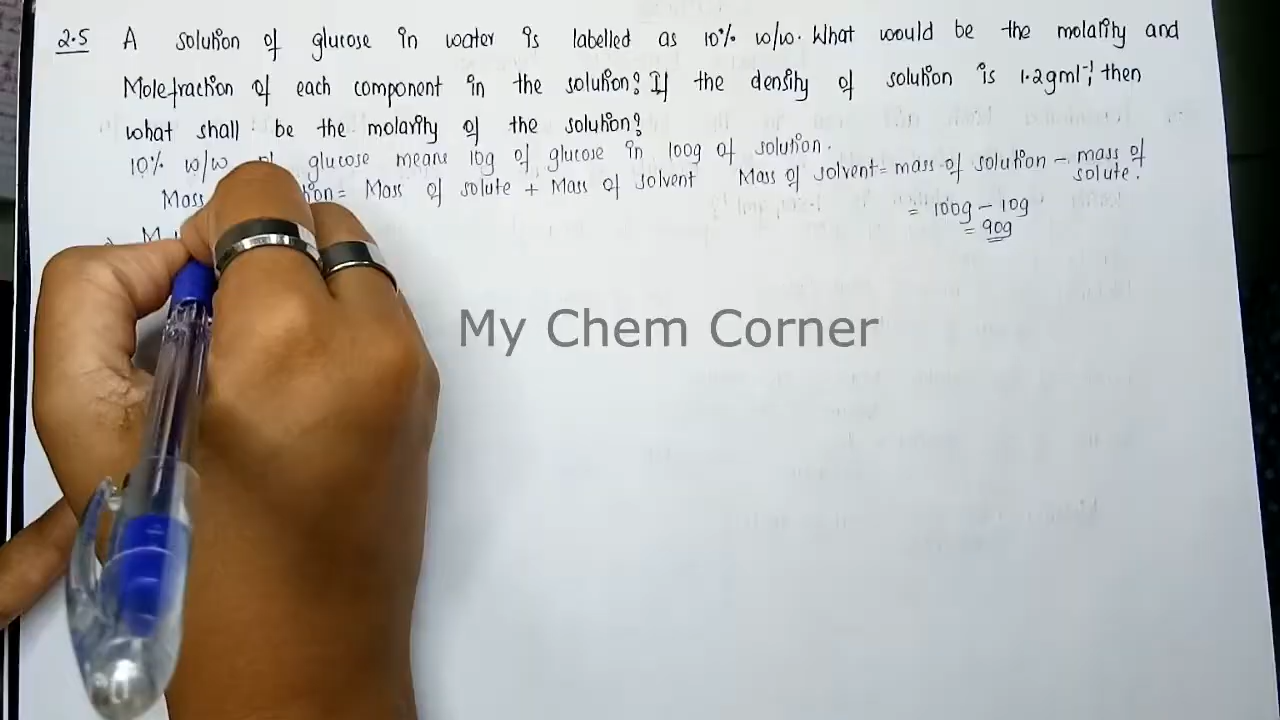 2.5 A solution of glucose in water is labelled as 10% w/w. What would be the molality and
Molefraction of each component in the solution? If the density of solution is 1.2gml⁻¹, then
what shall be the molarity of the solution?
10% w/w glucose means 10g of glucose in 100g of solution.
Mass = Mass of solute + Mass of solvent Mass of solvent = mass of solution - mass of solute.
= 100g - 10g
= 90g
My Chem Corner